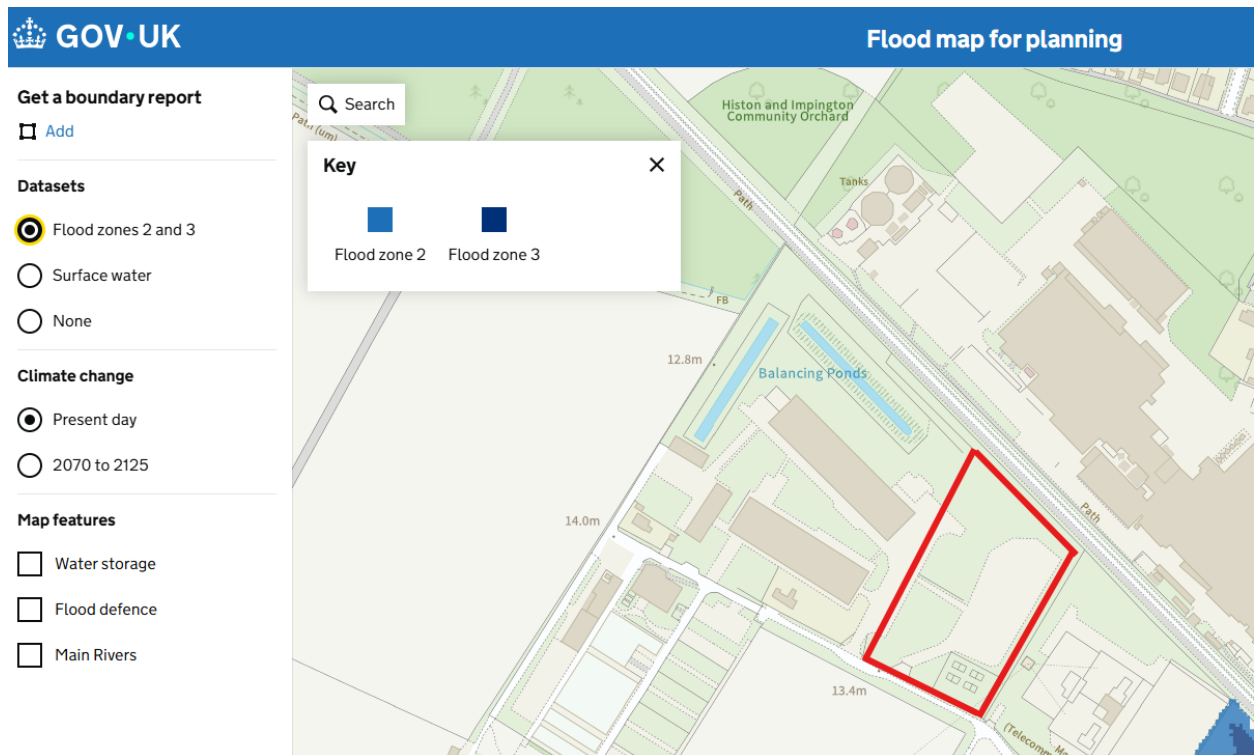 GOV·UK
Flood map for planning
Get a boundary report
Add
Datasets
Flood zones 2 and 3
Surface water
None
Climate change
Present day
2070 to 2125
Map features
Water storage
Flood defence
Main Rivers
Search
Key
Flood zone 2
Flood zone 3
Path (um)
Histon and Impington
Community Orchard
Tanks
Path
FB
12.8m
Balancing Ponds
Path
14.0m
13.4m